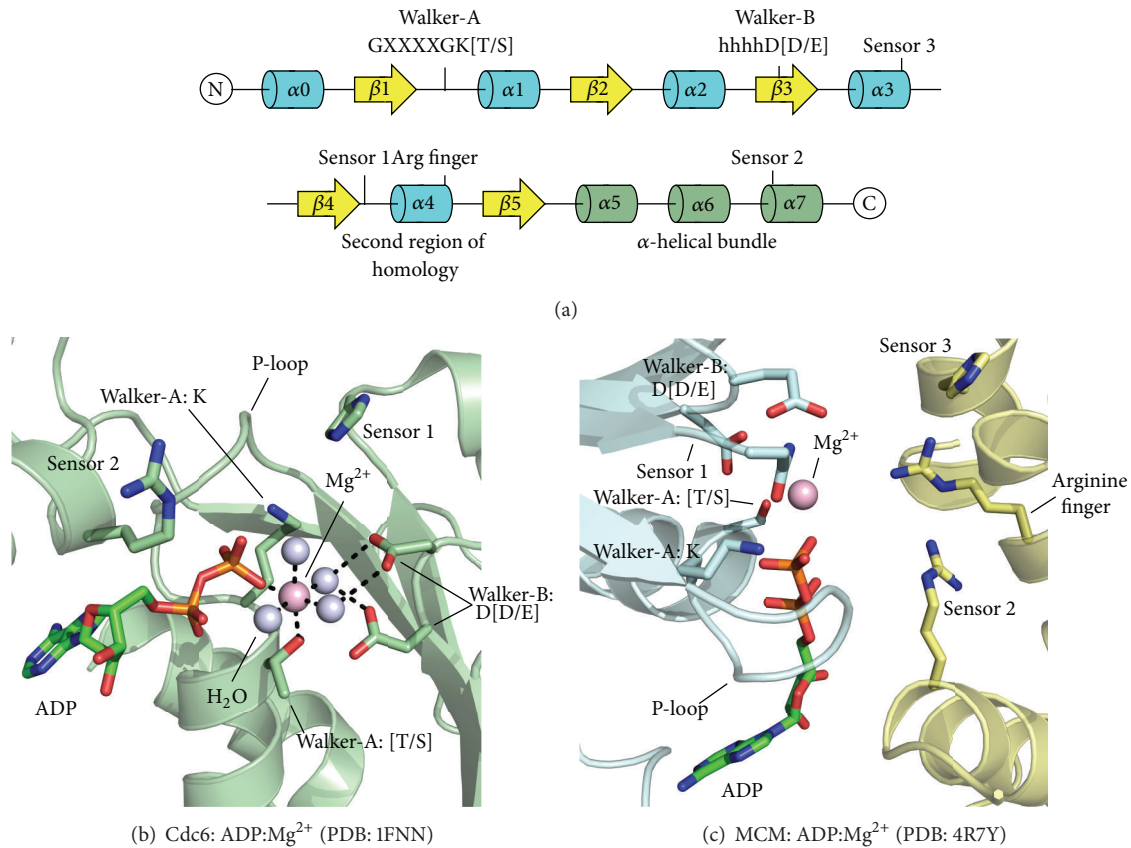 Walker-A
GXXXXGK[T/S]
Walker-B
hhhhD[D/E]
Sensor 3
N
α0
β1
α1
β2
α2
β3
α3
Sensor 1 Arg finger
Sensor 2
β4
α4
β5
α5
α6
α7
C
Second region of
homology
α-helical bundle
(a)
P-loop
Walker-A: K
Sensor 1
Sensor 2
Mg²⁺
Walker-B:
D[D/E]
H₂O
ADP
Walker-A: [T/S]
(b) Cdc6: ADP:Mg²⁺ (PDB: 1FNN)
Sensor 3
Walker-B:
D[D/E]
Mg²⁺
Sensor 1
Walker-A: [T/S]
Arginine
finger
Walker-A: K
Sensor 2
P-loop
ADP
(c) MCM: ADP:Mg²⁺ (PDB: 4R7Y)